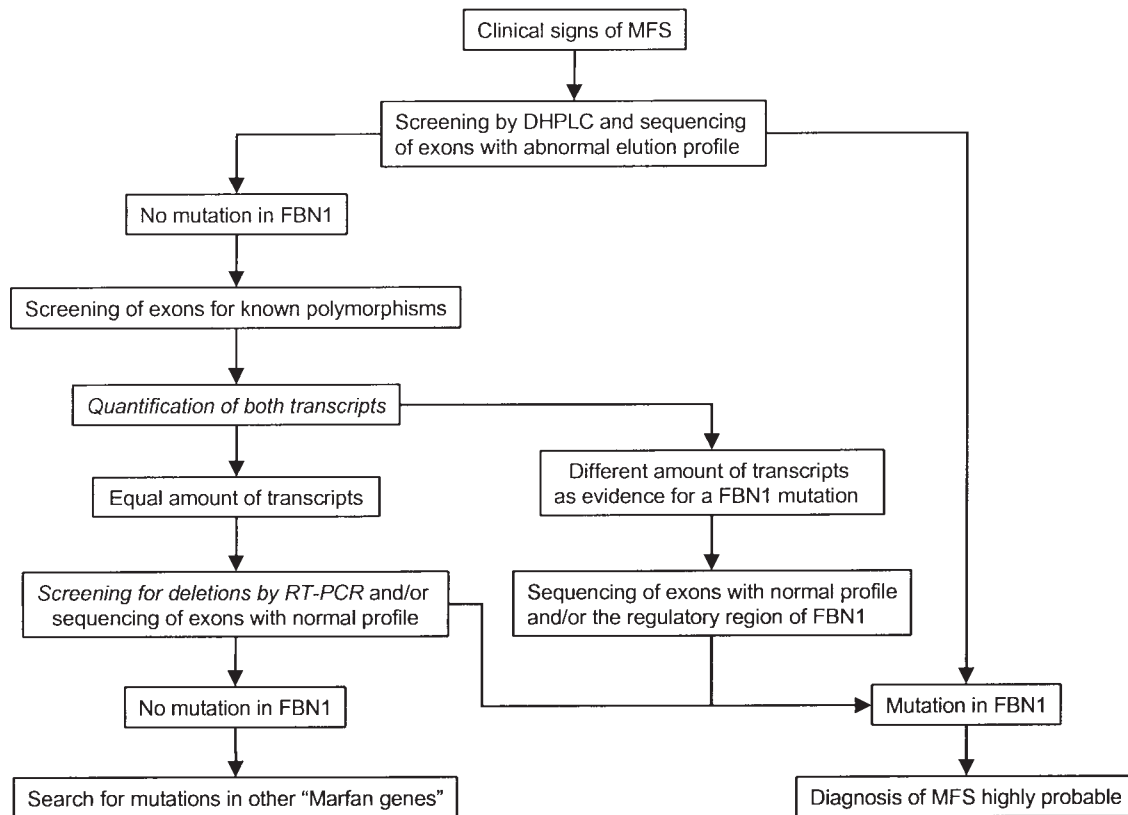 Clinical signs of MFS
Screening by DHPLC and sequencing
of exons with abnormal elution profile
No mutation in FBN1
Screening of exons for known polymorphisms
Quantification of both transcripts
Equal amount of transcripts
Different amount of transcripts
as evidence for a FBN1 mutation
Screening for deletions by RT-PCR and/or
sequencing of exons with normal profile
Sequencing of exons with normal profile
and/or the regulatory region of FBN1
No mutation in FBN1
Mutation in FBN1
Search for mutations in other “Marfan genes”
Diagnosis of MFS highly probable